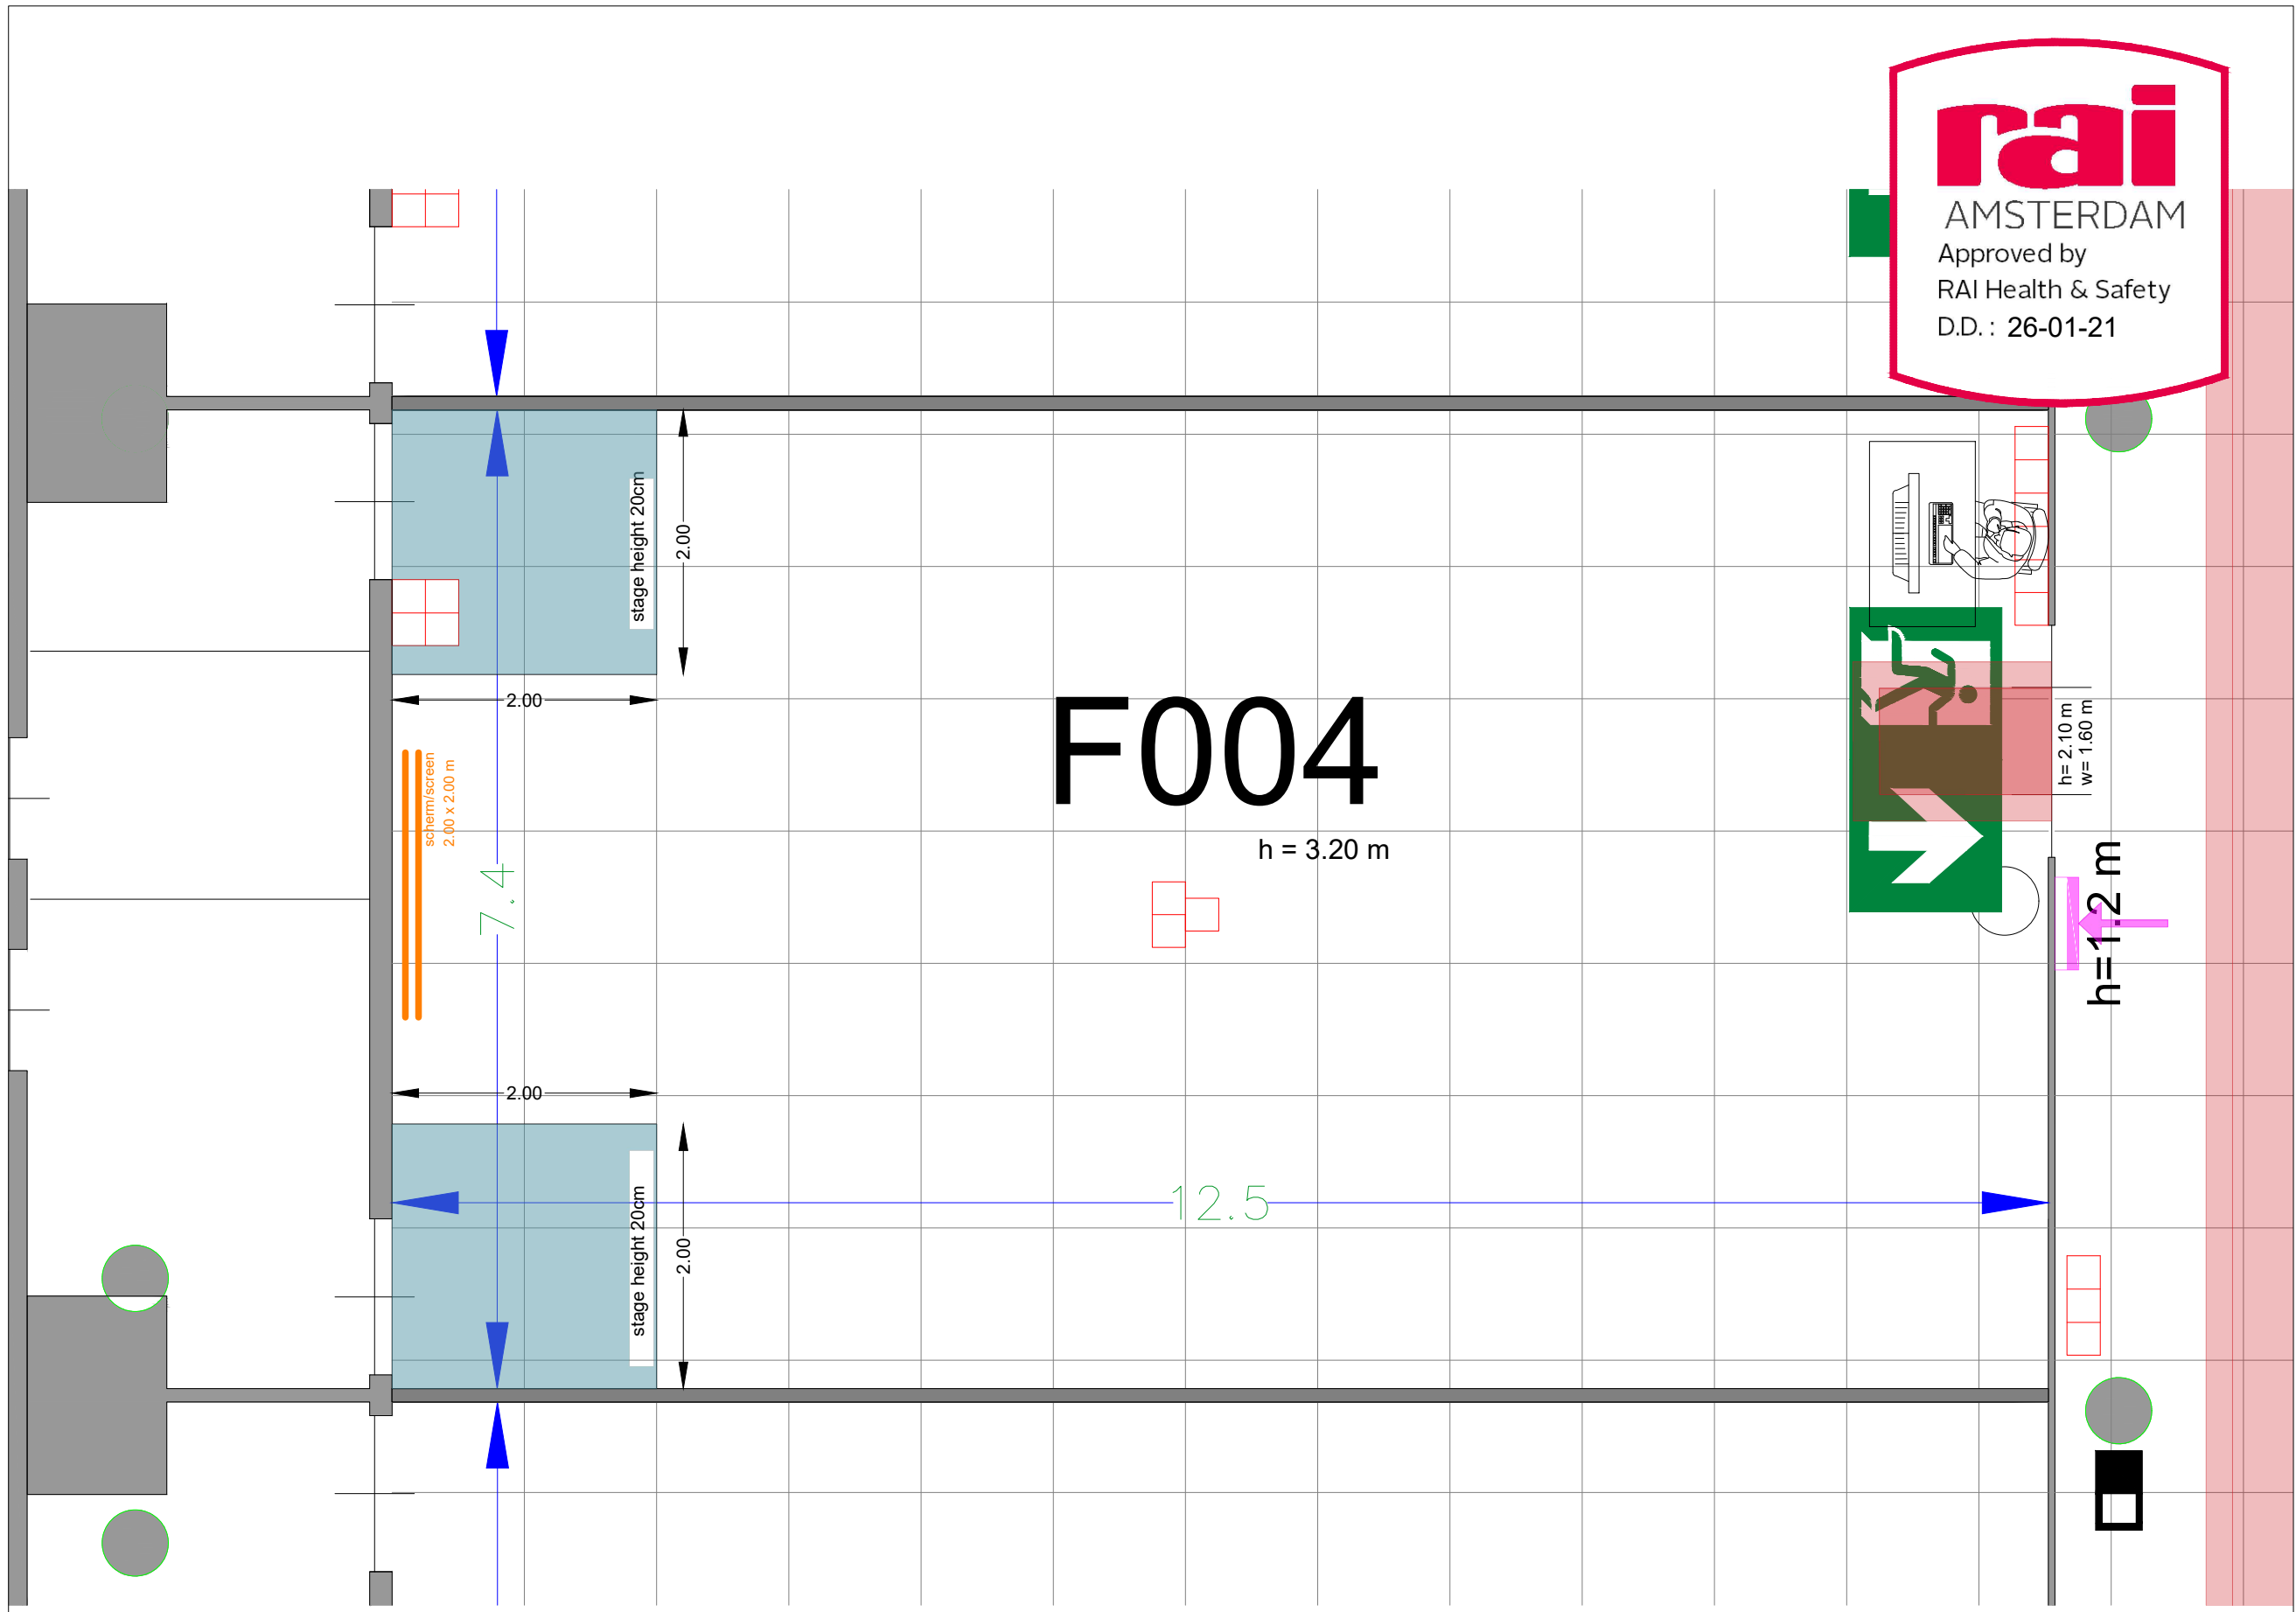 rai
AMSTERDAM
Approved by
RAI Health & Safety
D.D. : 26-01-21
stage height 20cm
2.00
2.00
scherm/screen
2.00 x 2.00 m
7.4
F004
h = 3.20 m
h= 2.10 m
w= 1.60 m
h=1.2 m
2.00
12.5
stage height 20cm
2.00